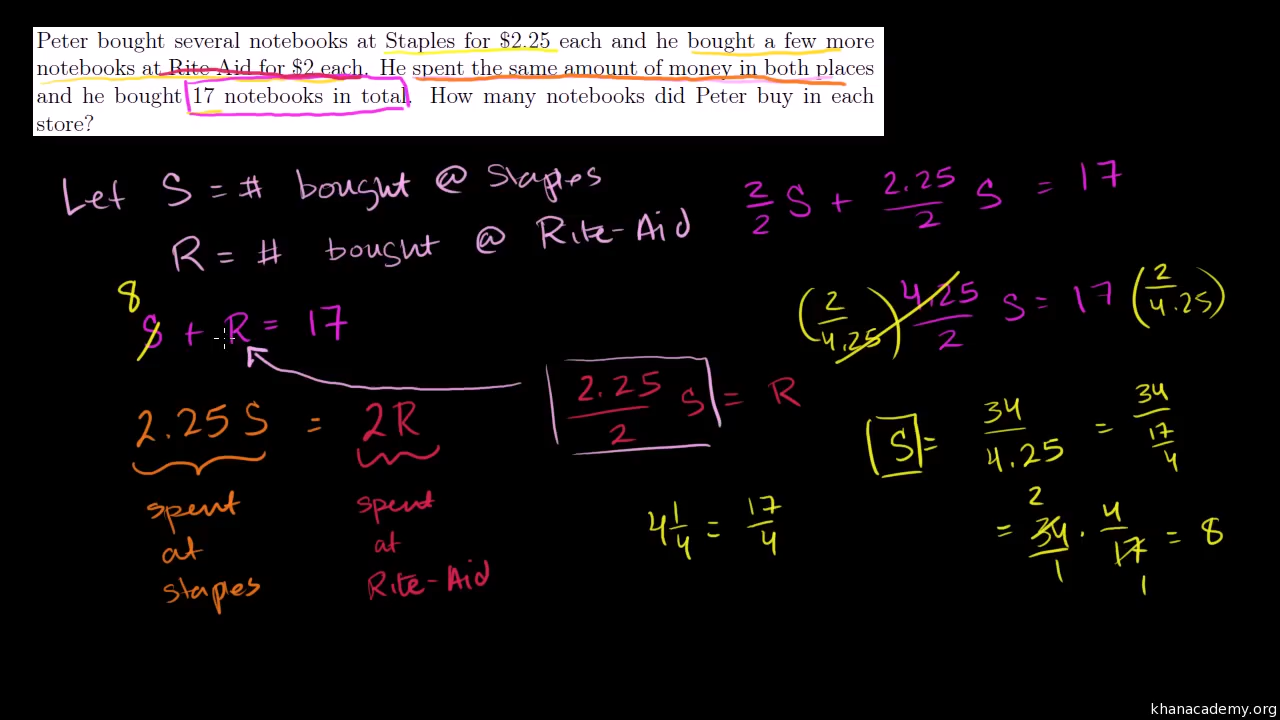 Peter bought several notebooks at Staples for $2.25 each and he bought a few more
notebooks at Rite Aid for $2 each. He spent the same amount of money in both places
and he bought 17 notebooks in total. How many notebooks did Peter buy in each
store?
Let S = # bought @ Staples
R = # bought @ Rite-Aid
8
S + R = 17
2.25 S = 2R
spent
at
staples
spent
at
Rite-Aid
2.25/2 S = R
2/2 S + 2.25/2 S = 17
(2/4.25) 4.25/2 S = 17 (2/4.25)
S = 34/4.25 = 34/(17/4)
4 1/4 = 17/4
2
= 34/1 · 4/17 = 8
1
khanacademy.org